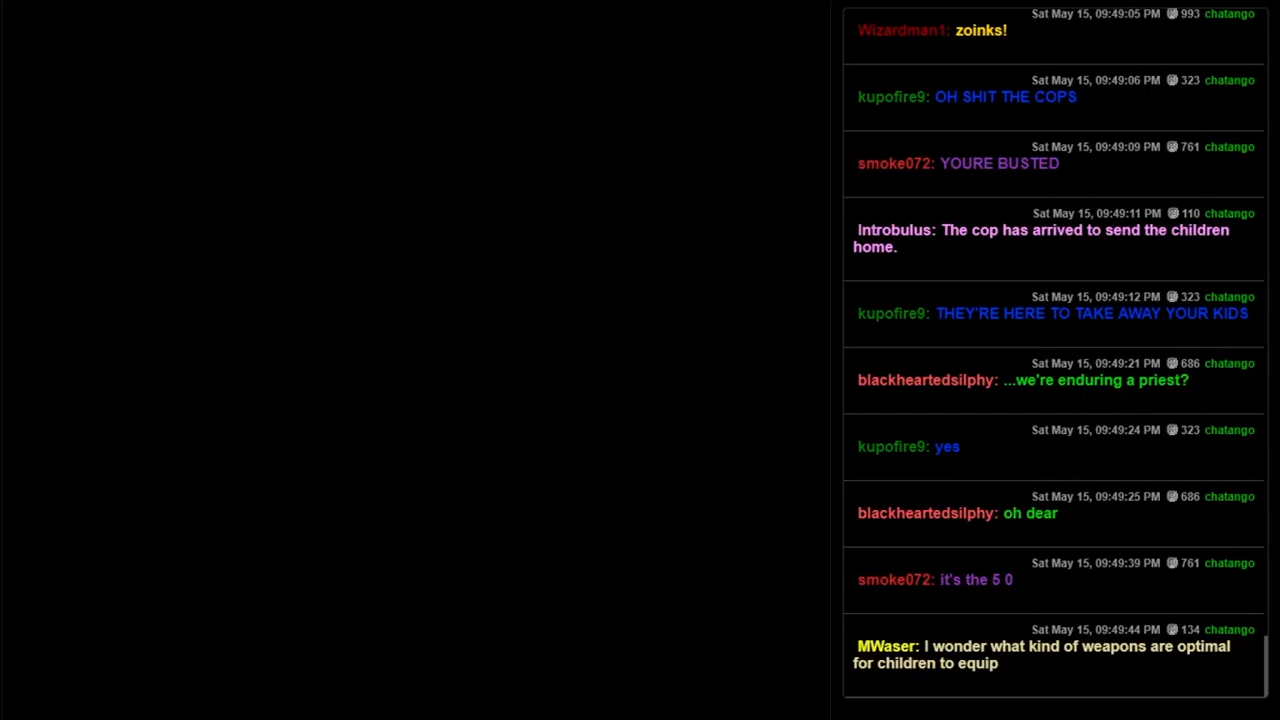 Sat May 15, 09:49:05 PM 993 chatango
Wizardman1: zoinks!
Sat May 15, 09:49:06 PM 323 chatango
kupofire9: OH SHIT THE COPS
Sat May 15, 09:49:09 PM 761 chatango
smoke072: YOURE BUSTED
Sat May 15, 09:49:11 PM 110 chatango
Introbulus: The cop has arrived to send the children
home.
Sat May 15, 09:49:12 PM 323 chatango
kupofire9: THEY'RE HERE TO TAKE AWAY YOUR KIDS
Sat May 15, 09:49:21 PM 686 chatango
blackheartedsilphy: ...we're enduring a priest?
Sat May 15, 09:49:24 PM 323 chatango
kupofire9: yes
Sat May 15, 09:49:25 PM 686 chatango
blackheartedsilphy: oh dear
Sat May 15, 09:49:39 PM 761 chatango
smoke072: it's the 5 0
Sat May 15, 09:49:44 PM 134 chatango
MWaser: I wonder what kind of weapons are optimal
for children to equip